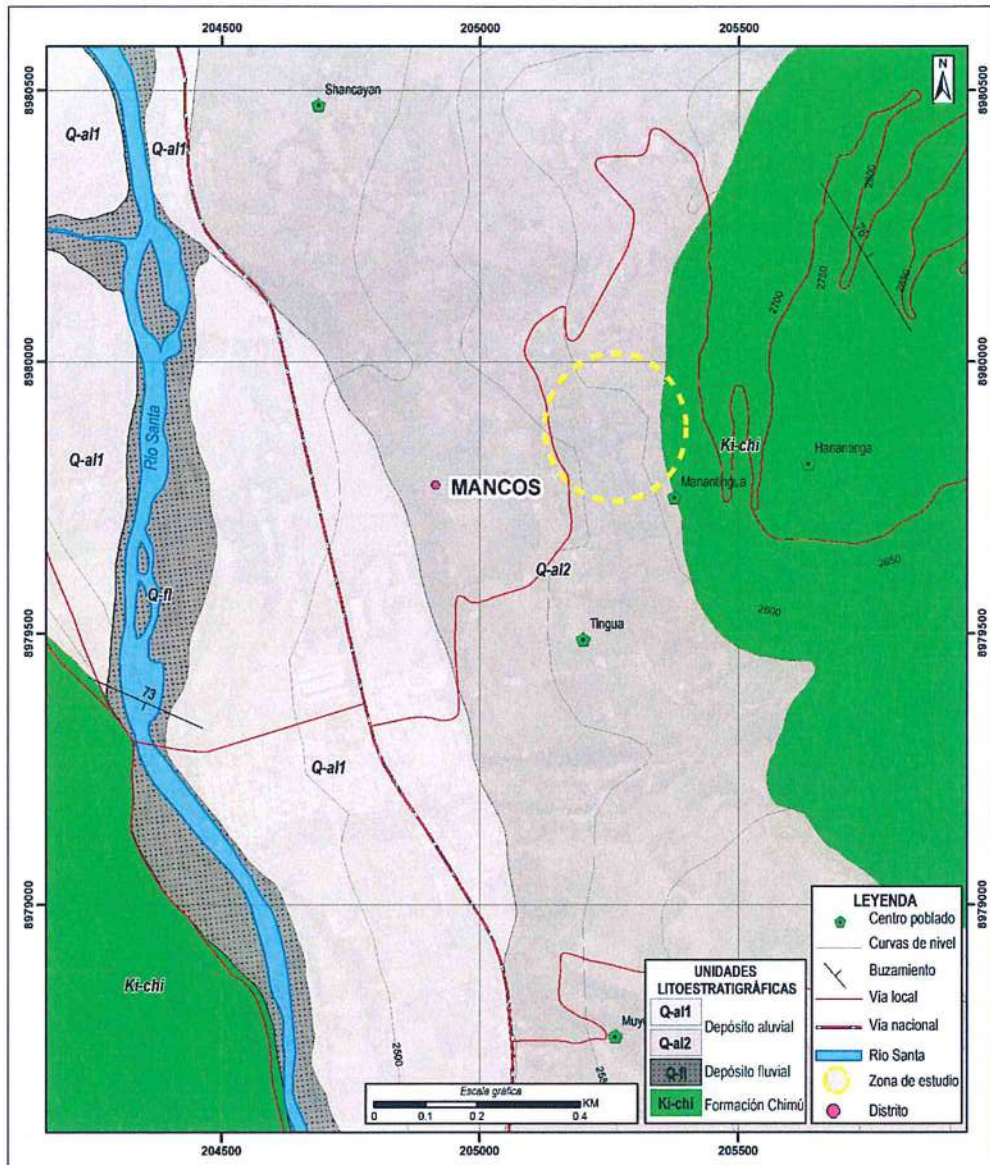 204500
205000
205500
8980500
8980500
N
Shancayan
Q-al1
Q-al1
2800
76
2850
2750
2700
Río Santa
8980000
8980000
Q-al1
Ki-chi
Hanantinga
MANCOS
Manantingua
Q-al2
2650
Q-fl
2600
Tingua
8979500
8979500
73
Q-al1
8979000
8979000
Ki-chi
2500
LEYENDA
Centro poblado
Curvas de nivel
Buzamiento
Vía local
Vía nacional
Río Santa
Zona de estudio
Distrito
UNIDADES
LITOESTRATIGRÁFICAS
Q-al1
Depósito aluvial
Q-al2
Q-fl Depósito fluvial
Ki-chi Formación Chimú
Escala gráfica
0 0.1 0.2 0.4 KM
204500
205000
205500